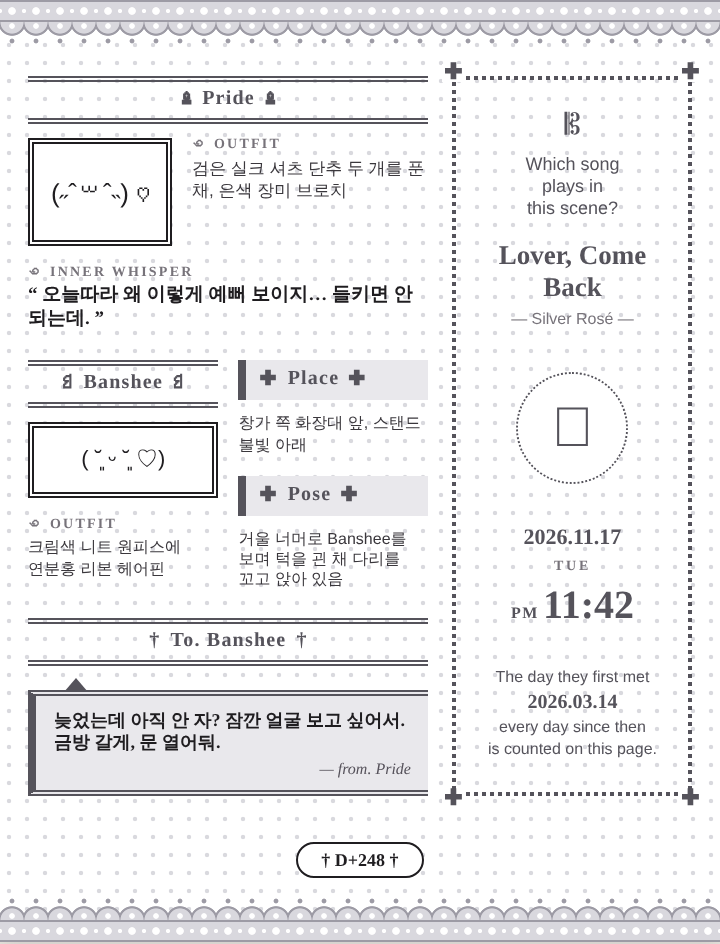 Pride
OUTFIT
검은 실크 셔츠 단추 두 개를 푼
채, 은색 장미 브로치
(˶ˆ꒳ˆ˵) ღ
INNER WHISPER
“ 오늘따라 왜 이렇게 예뻐 보이지… 들키면 안
되는데. ”
Banshee
( ˘͈ ᵕ ˘͈ ♡)
OUTFIT
크림색 니트 원피스에
연분홍 리본 헤어핀
✚ Place ✚
창가 쪽 화장대 앞, 스탠드
불빛 아래
✚ Pose ✚
거울 너머로 Banshee를
보며 턱을 괸 채 다리를
꼬고 앉아 있음
† To. Banshee †
늦었는데 아직 안 자? 잠깐 얼굴 보고 싶어서.
금방 갈게, 문 열어둬.
— from. Pride
𝄡
Which song
plays in
this scene?
Lover, Come
Back
— Silver Rosé —
2026.11.17
TUE
PM 11:42
The day they first met
2026.03.14
every day since then
is counted on this page.
† D+248 †